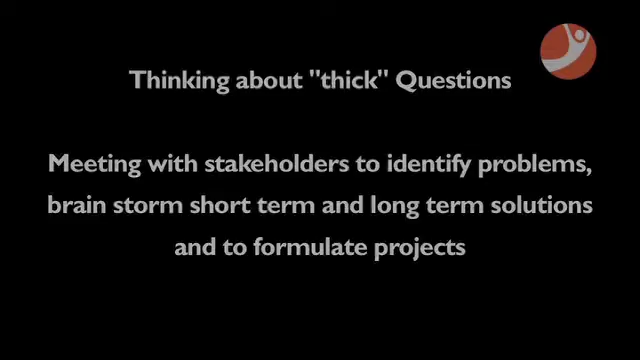 Thinking about "thick" Questions
Meeting with stakeholders to identify problems,
brain storm short term and long term solutions
and to formulate projects